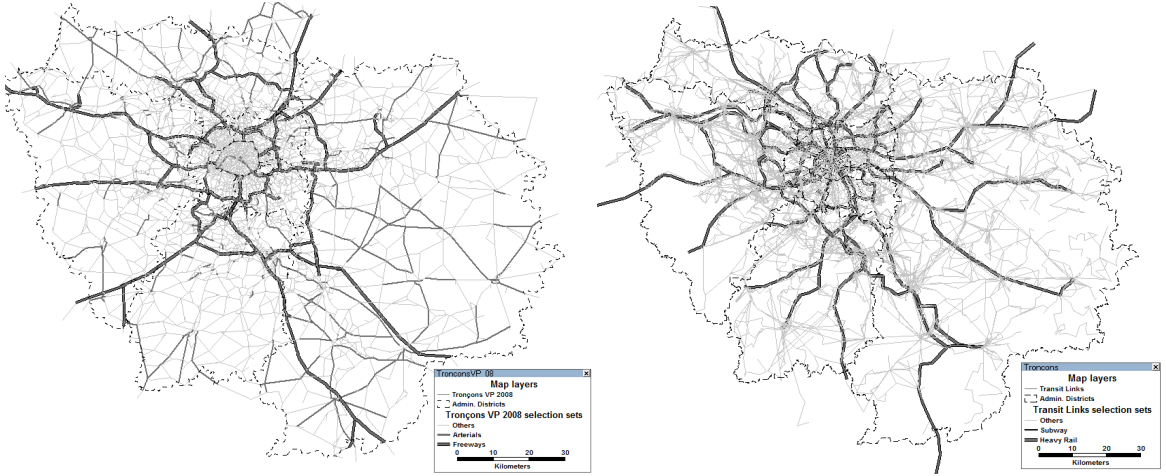 TronconsVP_08
Map layers
Tronçons VP 2008
Admin. Districts
Tronçons VP 2008 selection sets
Others
Arterials
Freeways
0 10 20 30
Kilometers
Troncons
Map layers
Transit Links
Admin. Districts
Transit Links selection sets
Others
Subway
Heavy Rail
0 10 20 30
Kilometers